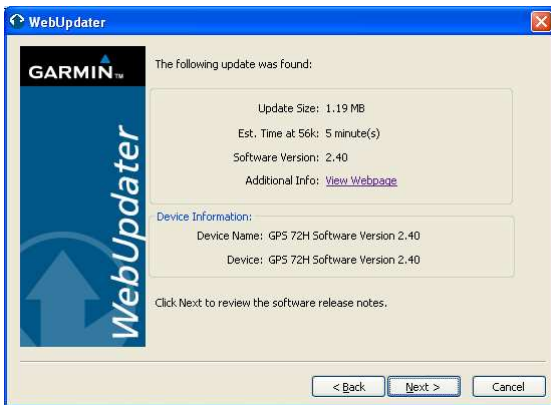 WebUpdater
GARMIN™
WebUpdater
The following update was found:
Update Size: 1.19 MB
Est. Time at 56k: 5 minute(s)
Software Version: 2.40
Additional Info: View Webpage
Device Information:
Device Name: GPS 72H Software Version 2.40
Device: GPS 72H Software Version 2.40
Click Next to review the software release notes.
< Back
Next >
Cancel